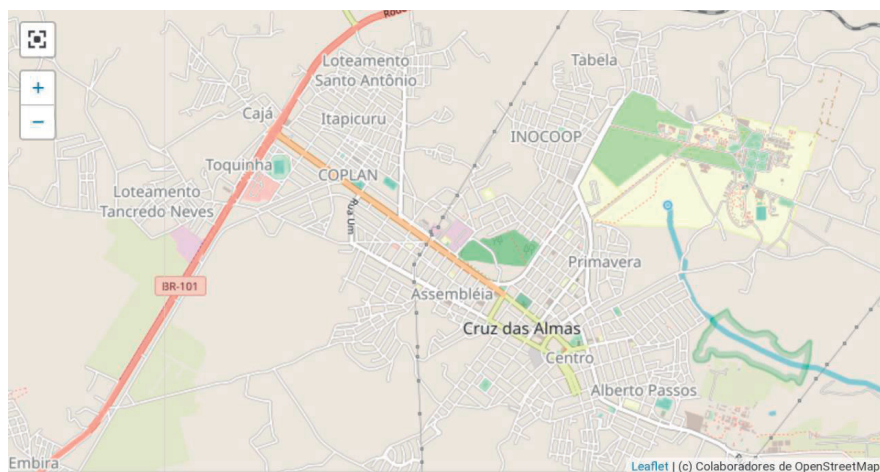 Rodo
Loteamento
Santo Antônio
Tabela
+
Cajá
−
Itapicuru
INOCOOP
Toquinha
COPLAN
Loteamento
Tancredo Neves
Rua Um
Primavera
BR-101
Assembléia
Cruz das Almas
Centro
Alberto Passos
Embira
Leaflet | (c) Colaboradores de OpenStreetMap